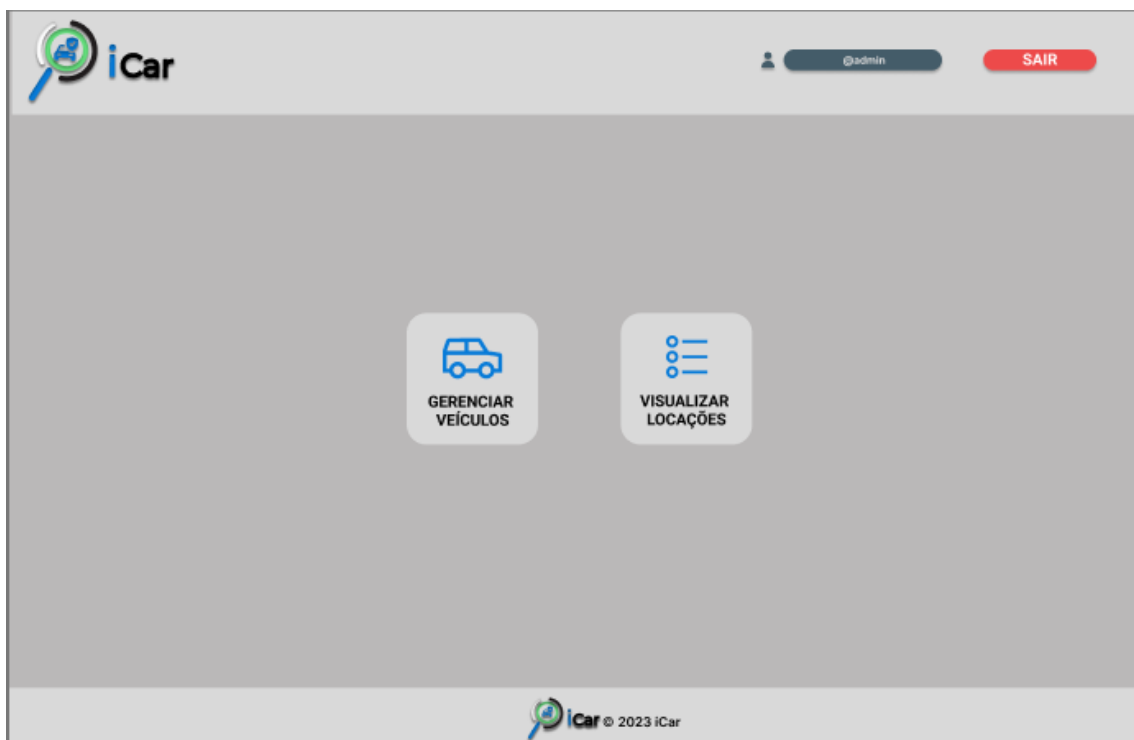 iCar
@admin
SAIR
GERENCIAR
VEÍCULOS
VISUALIZAR
LOCAÇÕES
iCar © 2023 iCar